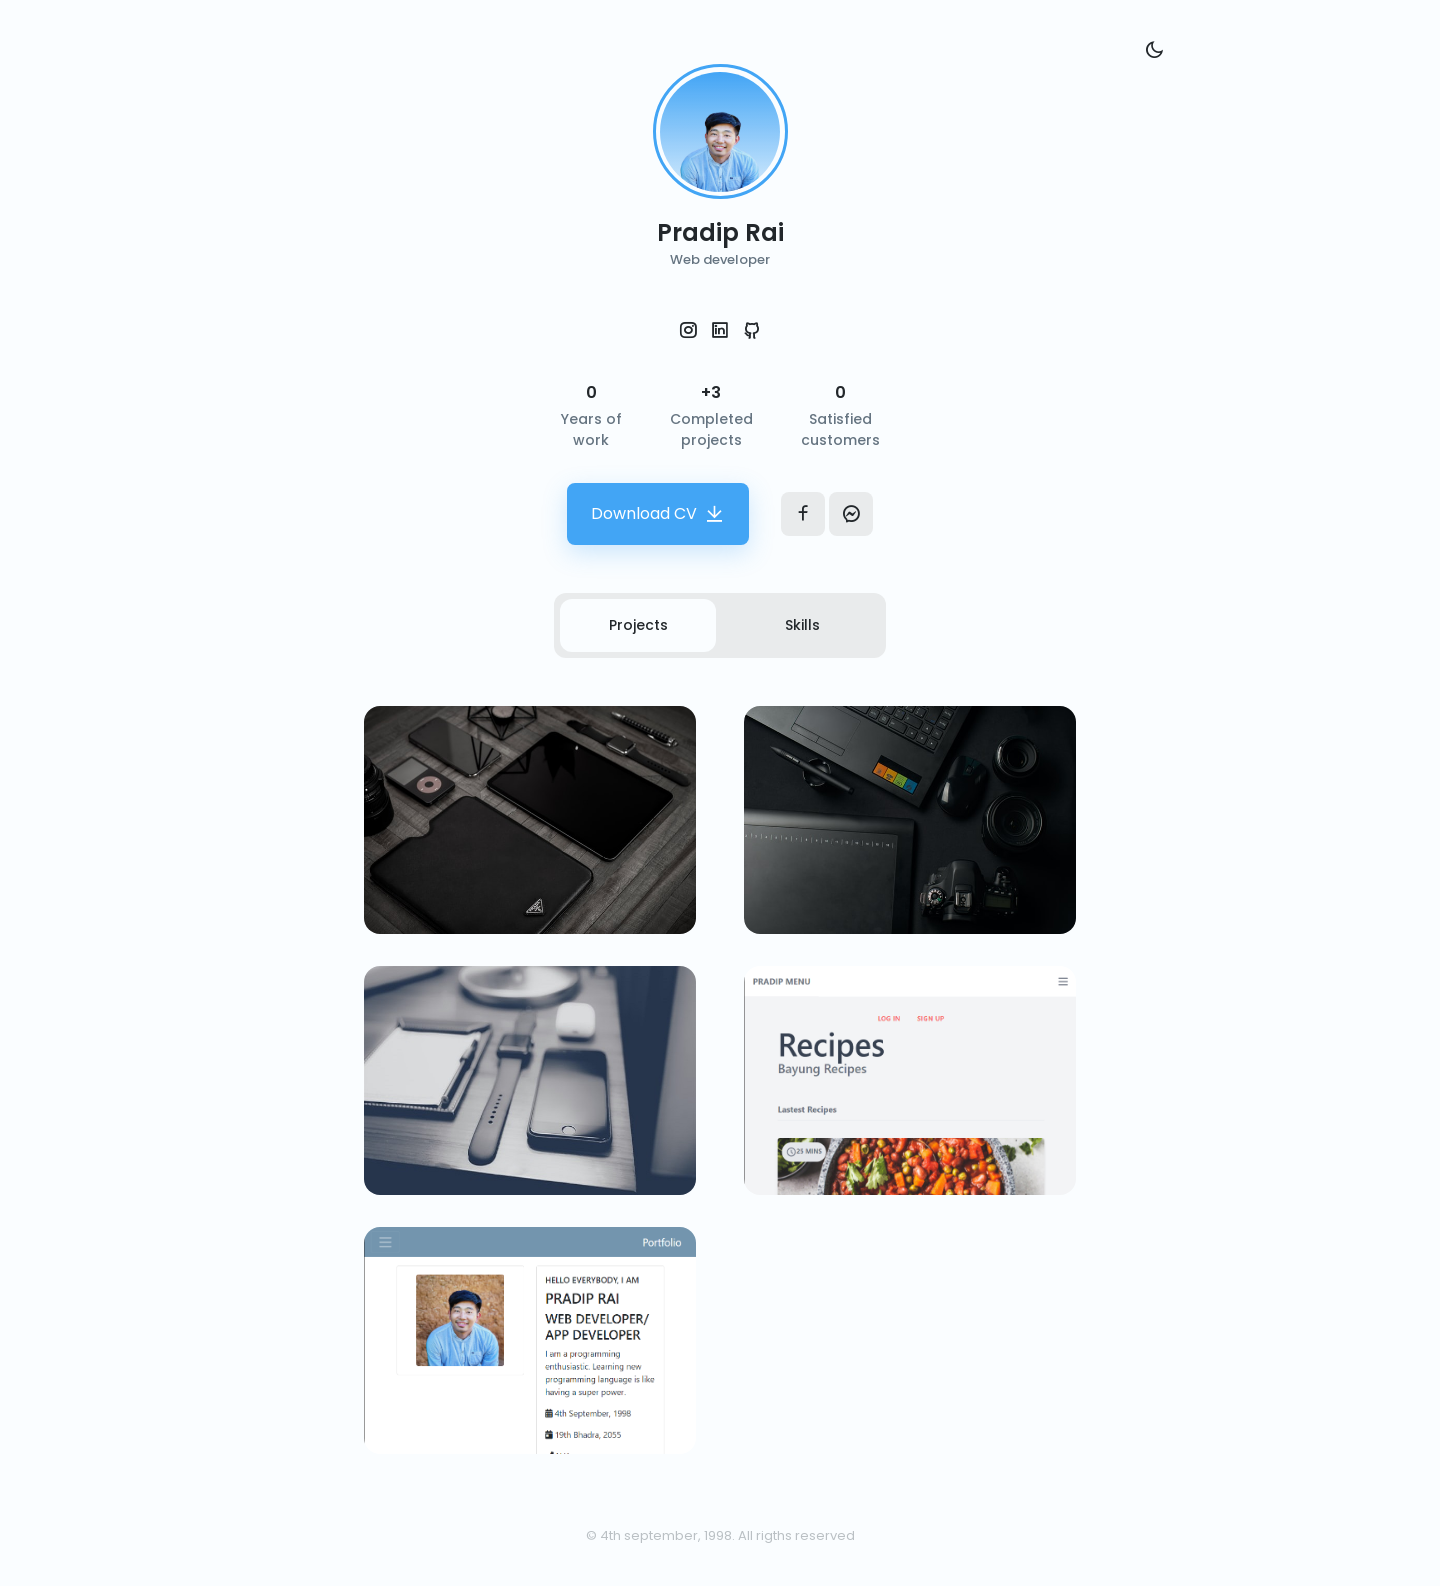 Pradip Rai
Web developer
0
Years of
work
+3
Completed
projects
0
Satisfied
customers
Download CV
Projects
Skills
PRADIP MENU
LOG IN SIGN UP
Recipes
Bayung Recipes
Lastest Recipes
25 MINS
Portfolio
HELLO EVERYBODY, I AM
PRADIP RAI
WEB DEVELOPER/
APP DEVELOPER
I am a programming
enthusiastic. Learning new
programming language is like
having a super power.
4th September, 1998
19th Bhadra, 2055
© 4th september, 1998. All rigths reserved